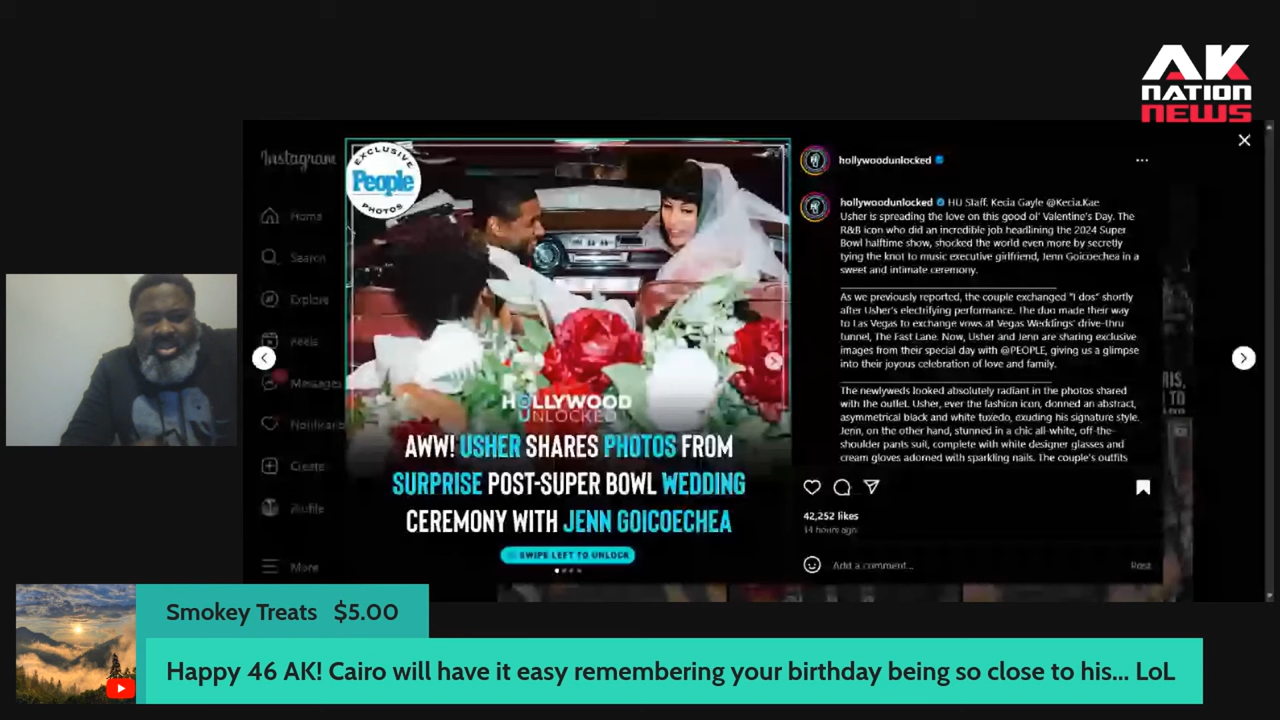 AK
NATION
NEWS
Instagram
Home
Search
Explore
Reels
Messages
Create
Profile
More
EXCLUSIVE
People
PHOTOS
HOLLYWOOD
UNLOCKED
AWW! USHER SHARES PHOTOS FROM
SURPRISE POST-SUPER BOWL WEDDING
CEREMONY WITH JENN GOICOECHEA
SWIPE LEFT TO UNLOCK
hollywoodunlocked
hollywoodunlocked HU Staff. Kecia Gayle @Kecia.Kae
Usher is spreading the love on this good ol' Valentine's Day. The
R&B icon who did an incredible job headlining the 2024 Super
Bowl halftime show, shocked the world even more by secretly
tying the knot to music executive girlfriend, Jenn Goicoechea in a
sweet and intimate ceremony.
As we previously reported, the couple exchanged "I dos" shortly
after Usher's electrifying performance. The duo made their way
to Las Vegas to exchange vows at Vegas Weddings' drive-thru
tunnel, The Fast Lane. Now, Usher and Jenn are sharing exclusive
images from their special day with @PEOPLE, giving us a glimpse
into their joyous celebration of love and family.
The newlyweds looked absolutely radiant in the photos shared
with the outlet. Usher, ever the fashion icon, donned an abstract,
asymmetrical black and white tuxedo, exuding his signature style.
Jenn, on the other hand, stunned in a chic all-white, off-the-
shoulder pants suit, complete with white designer glasses and
cream gloves adorned with sparkling nails. The couple's outfits
42,252 likes
14 hours ago
Add a comment...
Post
Smokey Treats $5.00
Happy 46 AK! Cairo will have it easy remembering your birthday being so close to his... LoL